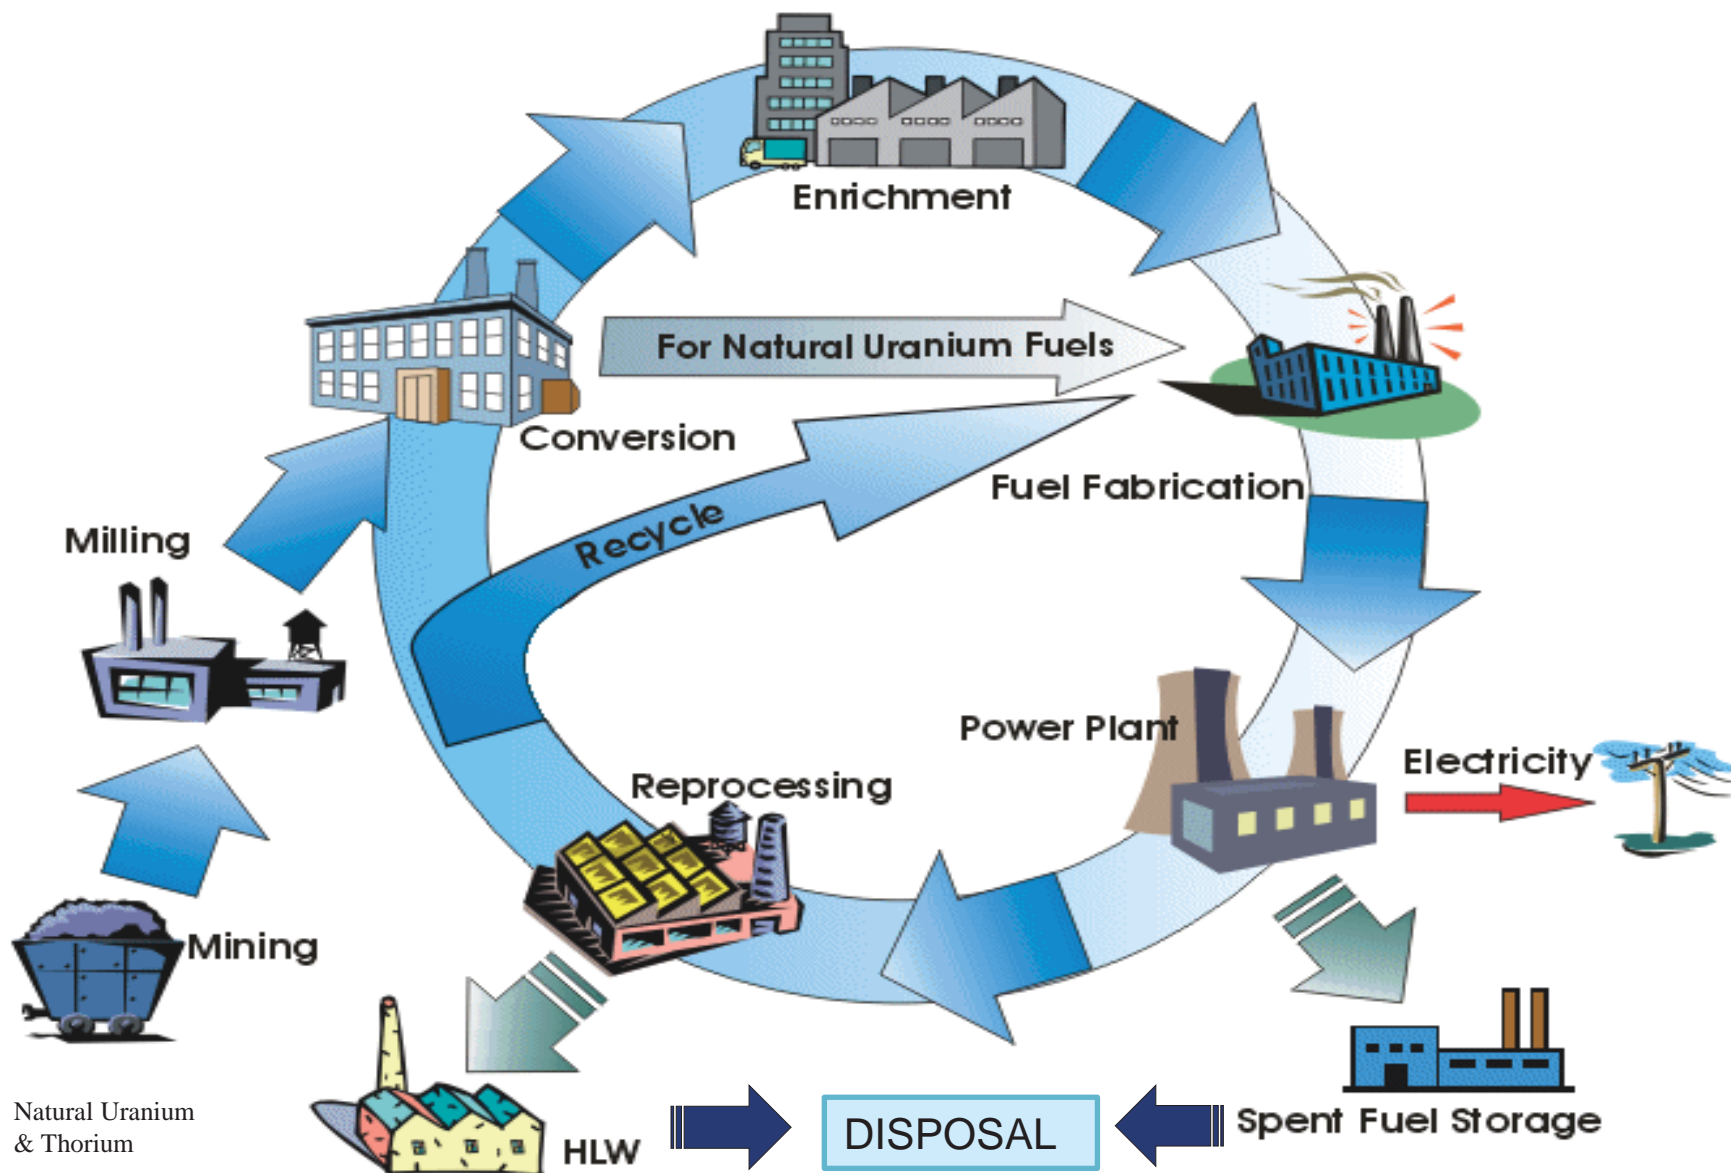 Enrichment
For Natural Uranium Fuels
Conversion
Recycle
Fuel Fabrication
Milling
Power Plant
Electricity
Reprocessing
Mining
Natural Uranium
& Thorium
HLW
DISPOSAL
Spent Fuel Storage